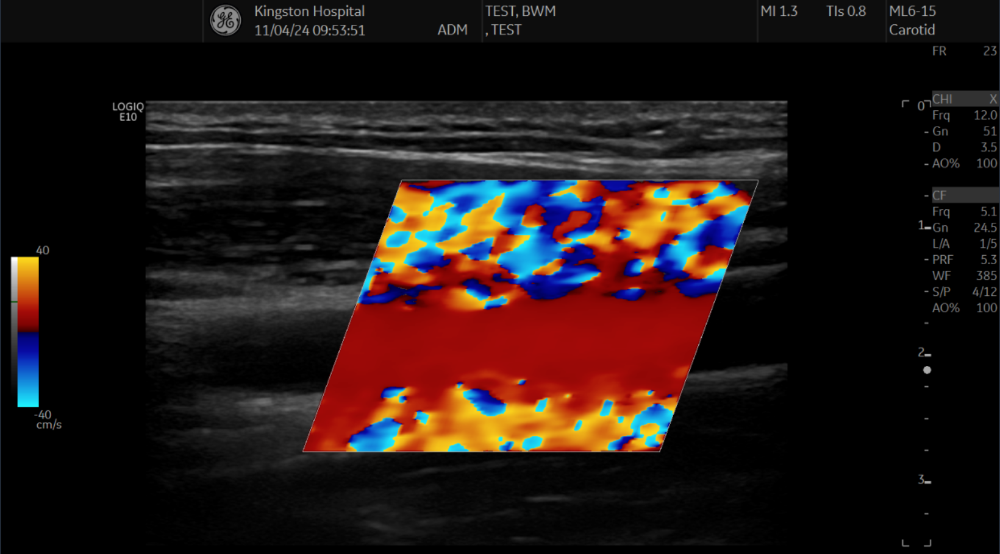 GE
Kingston Hospital
11/04/24 09:53:51
ADM
TEST, BWM
, TEST
MI 1.3
TIs 0.8
ML6-15
Carotid
FR 23
LOGIQ
E10
0
CHI X
Frq 12.0
Gn 51
D 3.5
AO% 100
CF
Frq 5.1
1
Gn 24.5
L/A 1/5
PRF 5.3
WF 385
S/P 4/12
AO% 100
2
3
40
-40
cm/s